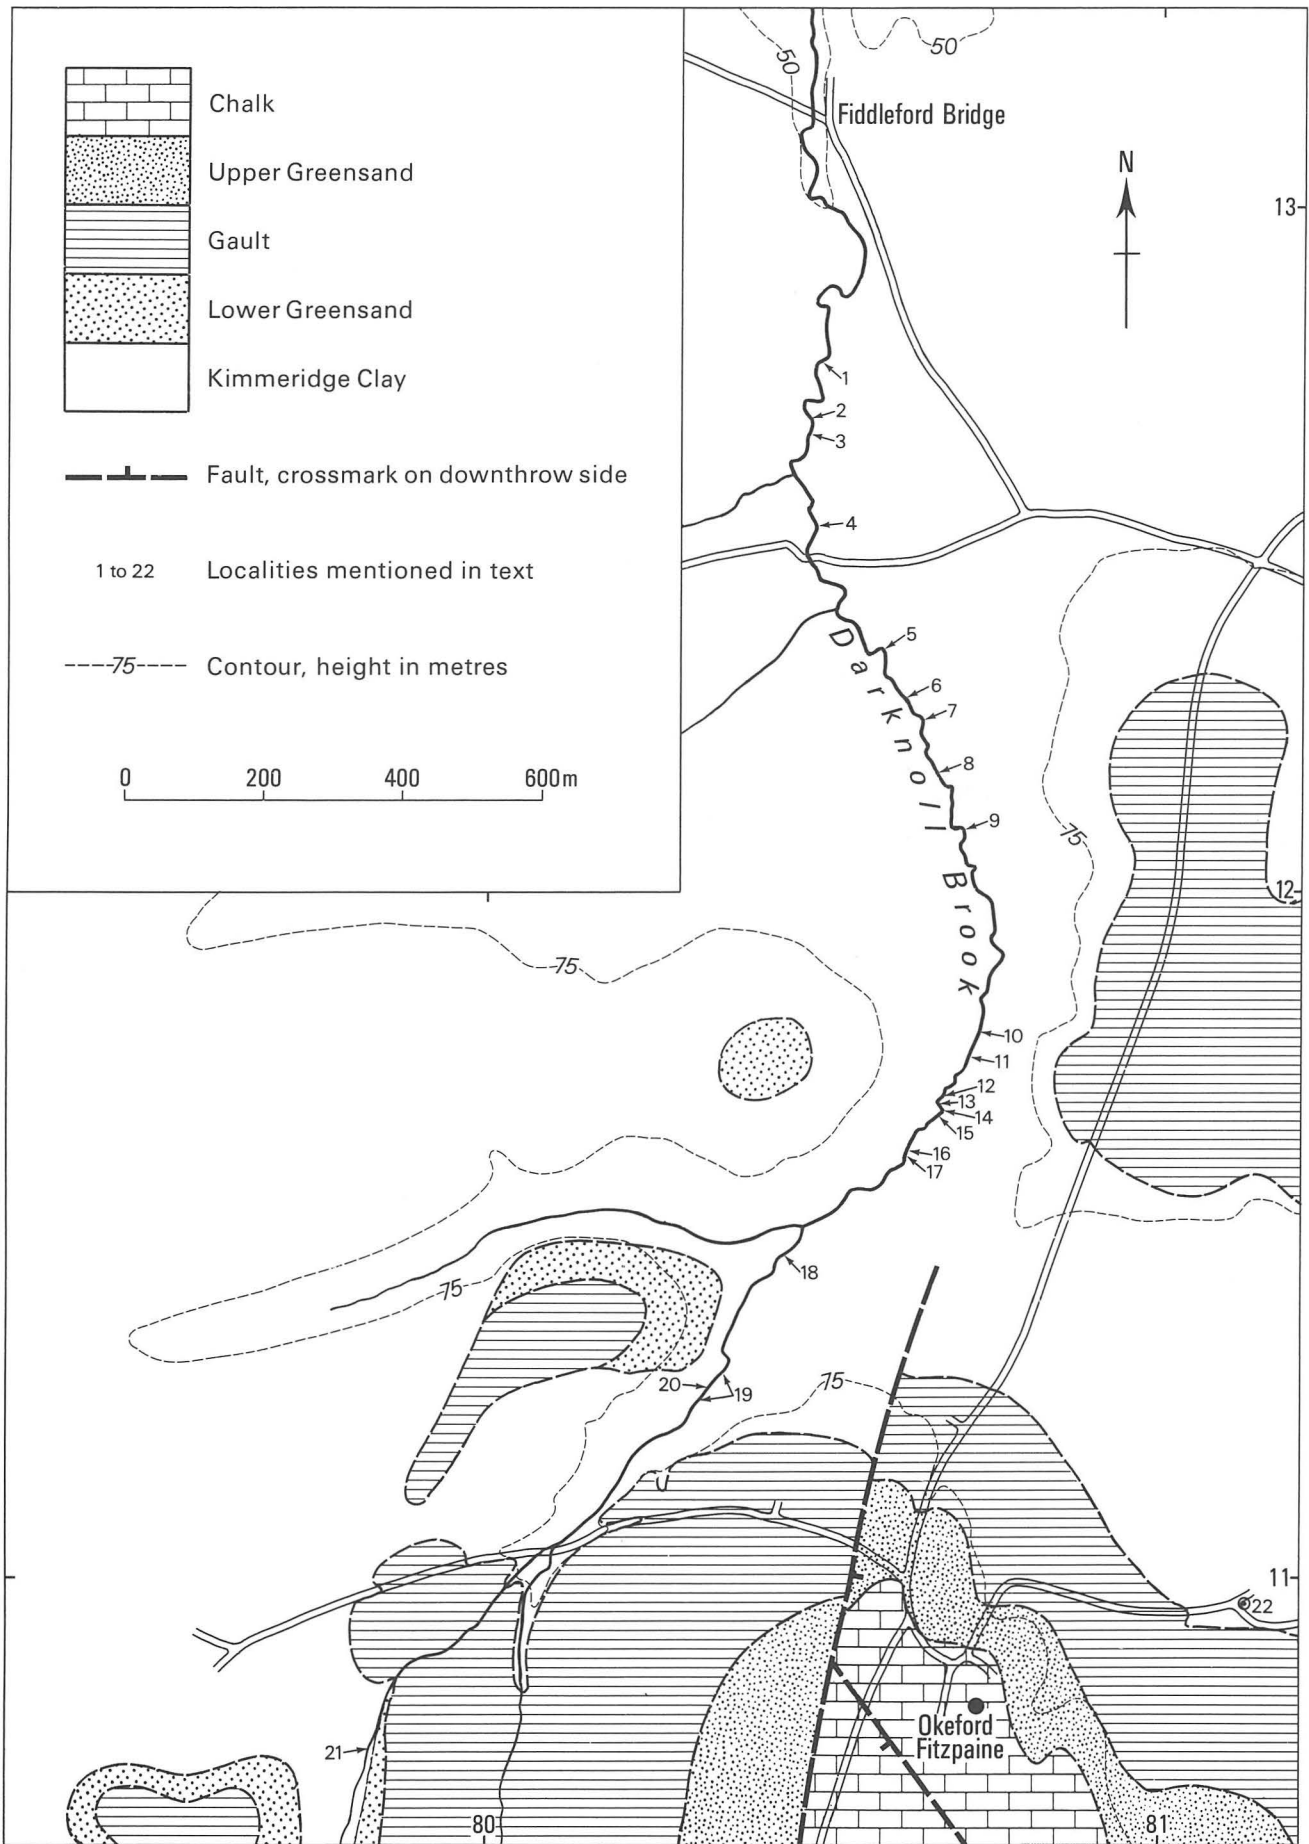 Chalk
Upper Greensand
Gault
Lower Greensand
Kimmeridge Clay
Fault, crossmark on downthrow side
1 to 22 Localities mentioned in text
75 Contour, height in metres
0 200 400 600m
50
50
Fiddleford Bridge
N
13
1
2
3
4
5
6
7
8
9
Darknoll Brook
75
12
75
10
11
12
13
14
15
16
17
18
75
20
19
75
11
22
Okeford
Fitzpaine
21
80
81